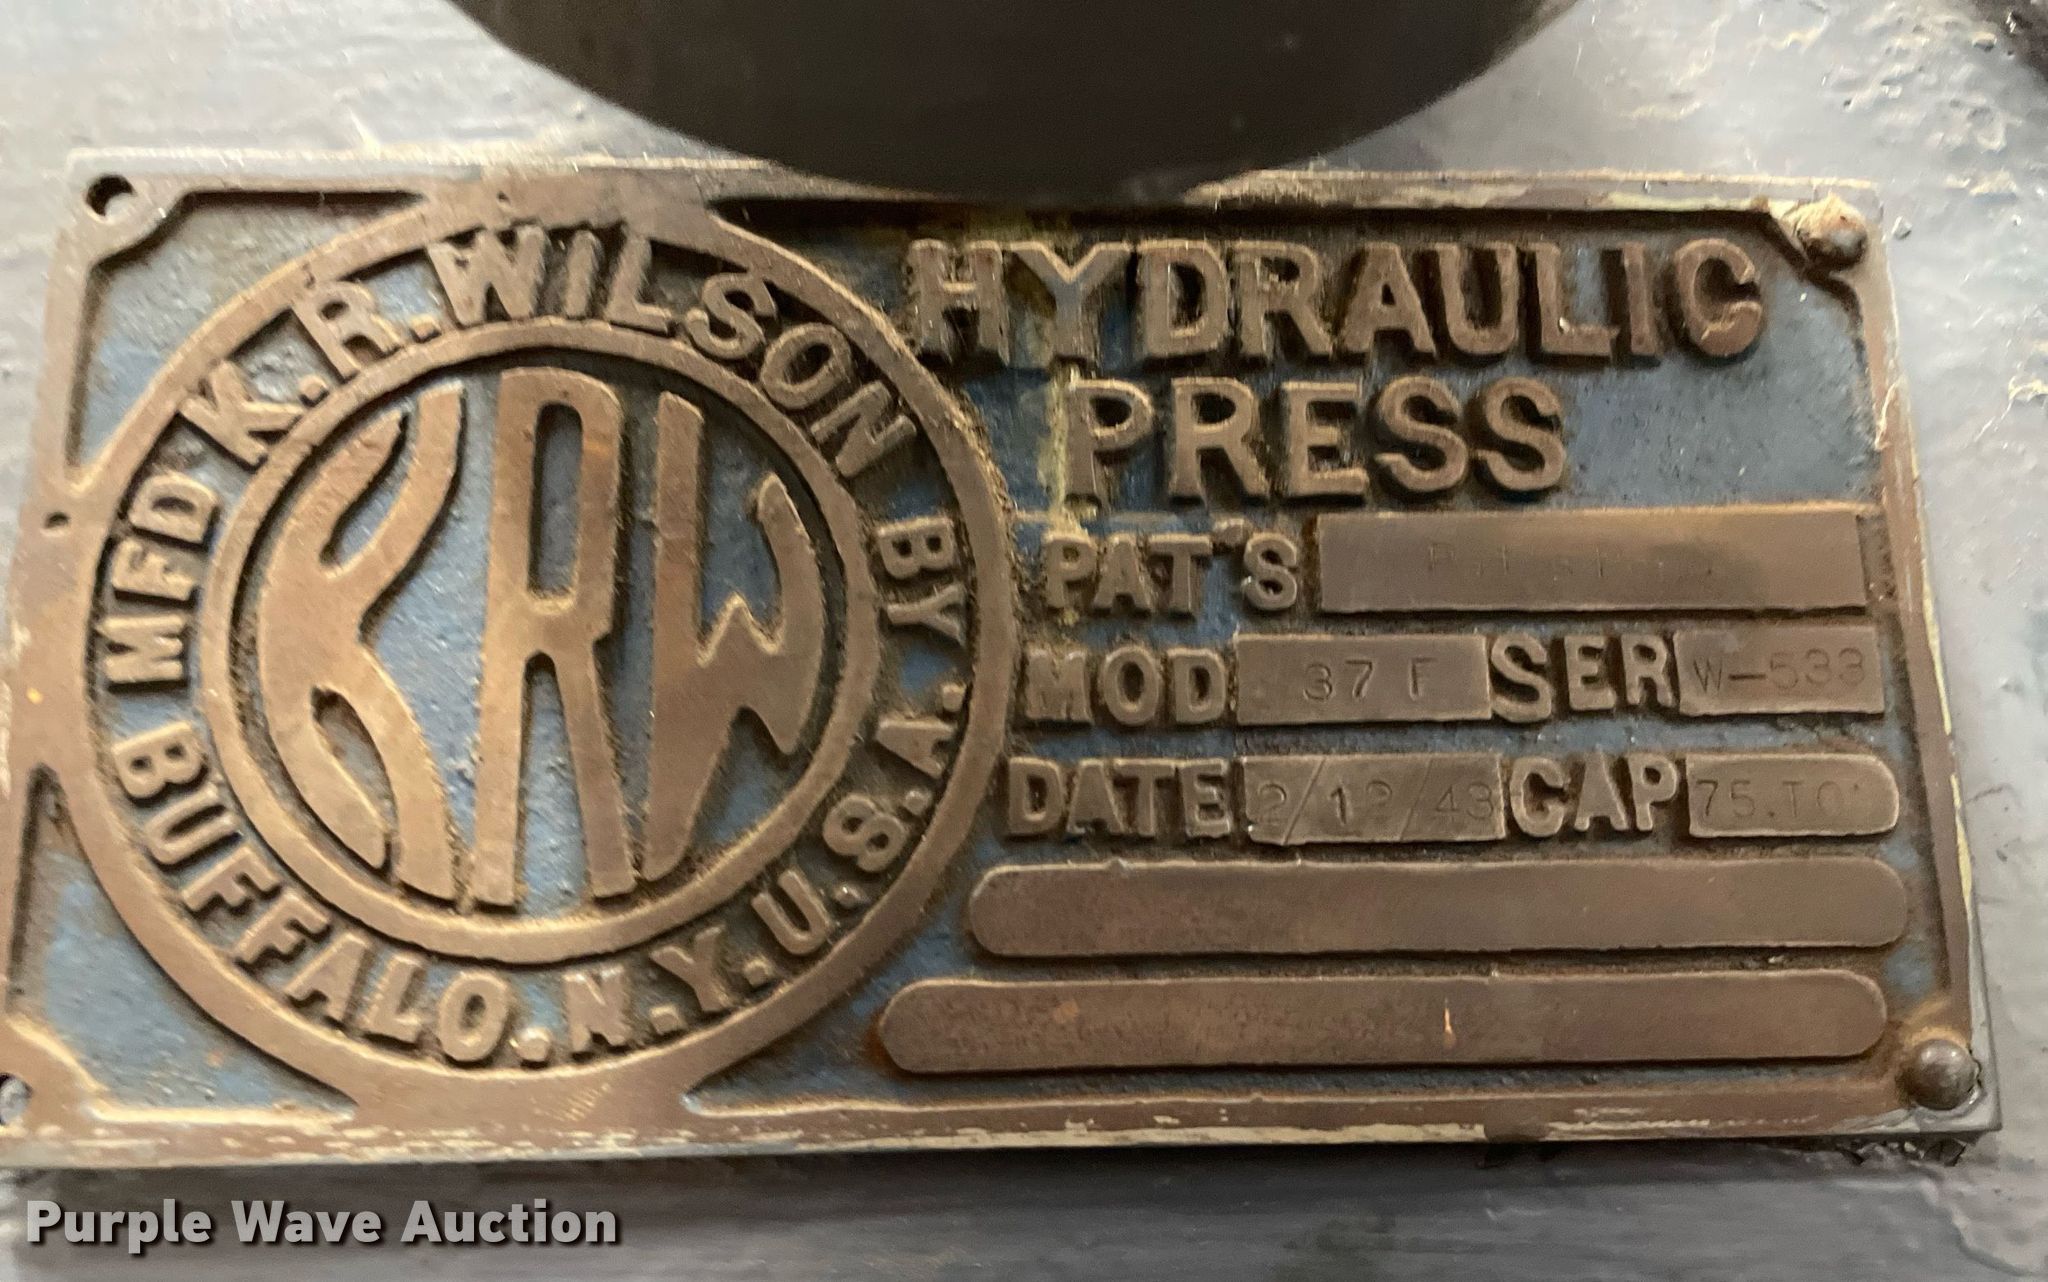 MFD K.R.WILSON BY.W.S.
BUFFALO.N.Y.U.S.A.
KRW
HYDRAULIC
PRESS
PAT'S
MOD 37 F SER W-533
DATE 2/12/43 CAP 75.TO
Purple Wave Auction